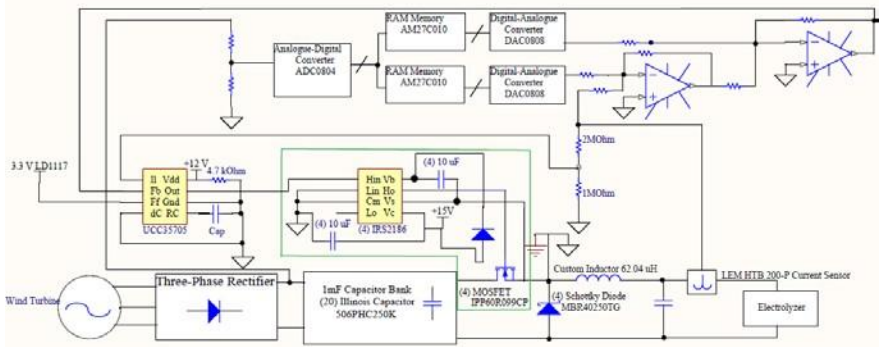 RAM Memory
AM27C010
Digital-Analogue
Converter
DAC0808
Analogue-Digital
Converter
ADC0804
RAM Memory
AM27C010
Digital-Analogue
Converter
DAC0808
2MOhm
1MOhm
3.3 V LD1117
+12 V
4.7 kOhm
Il Vdd
Fb Out
Ff Gnd
dC RC
UCC35705
Cap
(4) 10 uF
Hin Vb
Lin Ho
Cm Vs
Lo Vc
(4) 10 uF
(4) IRS2186
+15V
Wind Turbine
Three-Phase Rectifier
1mF Capacitor Bank
(20) Illinois Capacitor
506PHC250K
(4) MOSFET
IPP60R099CP
Custom Inductor 62.04 uH
(4) Schottky Diode
MBR40250TG
LEM HTB 200-P Current Sensor
Electrolyzer